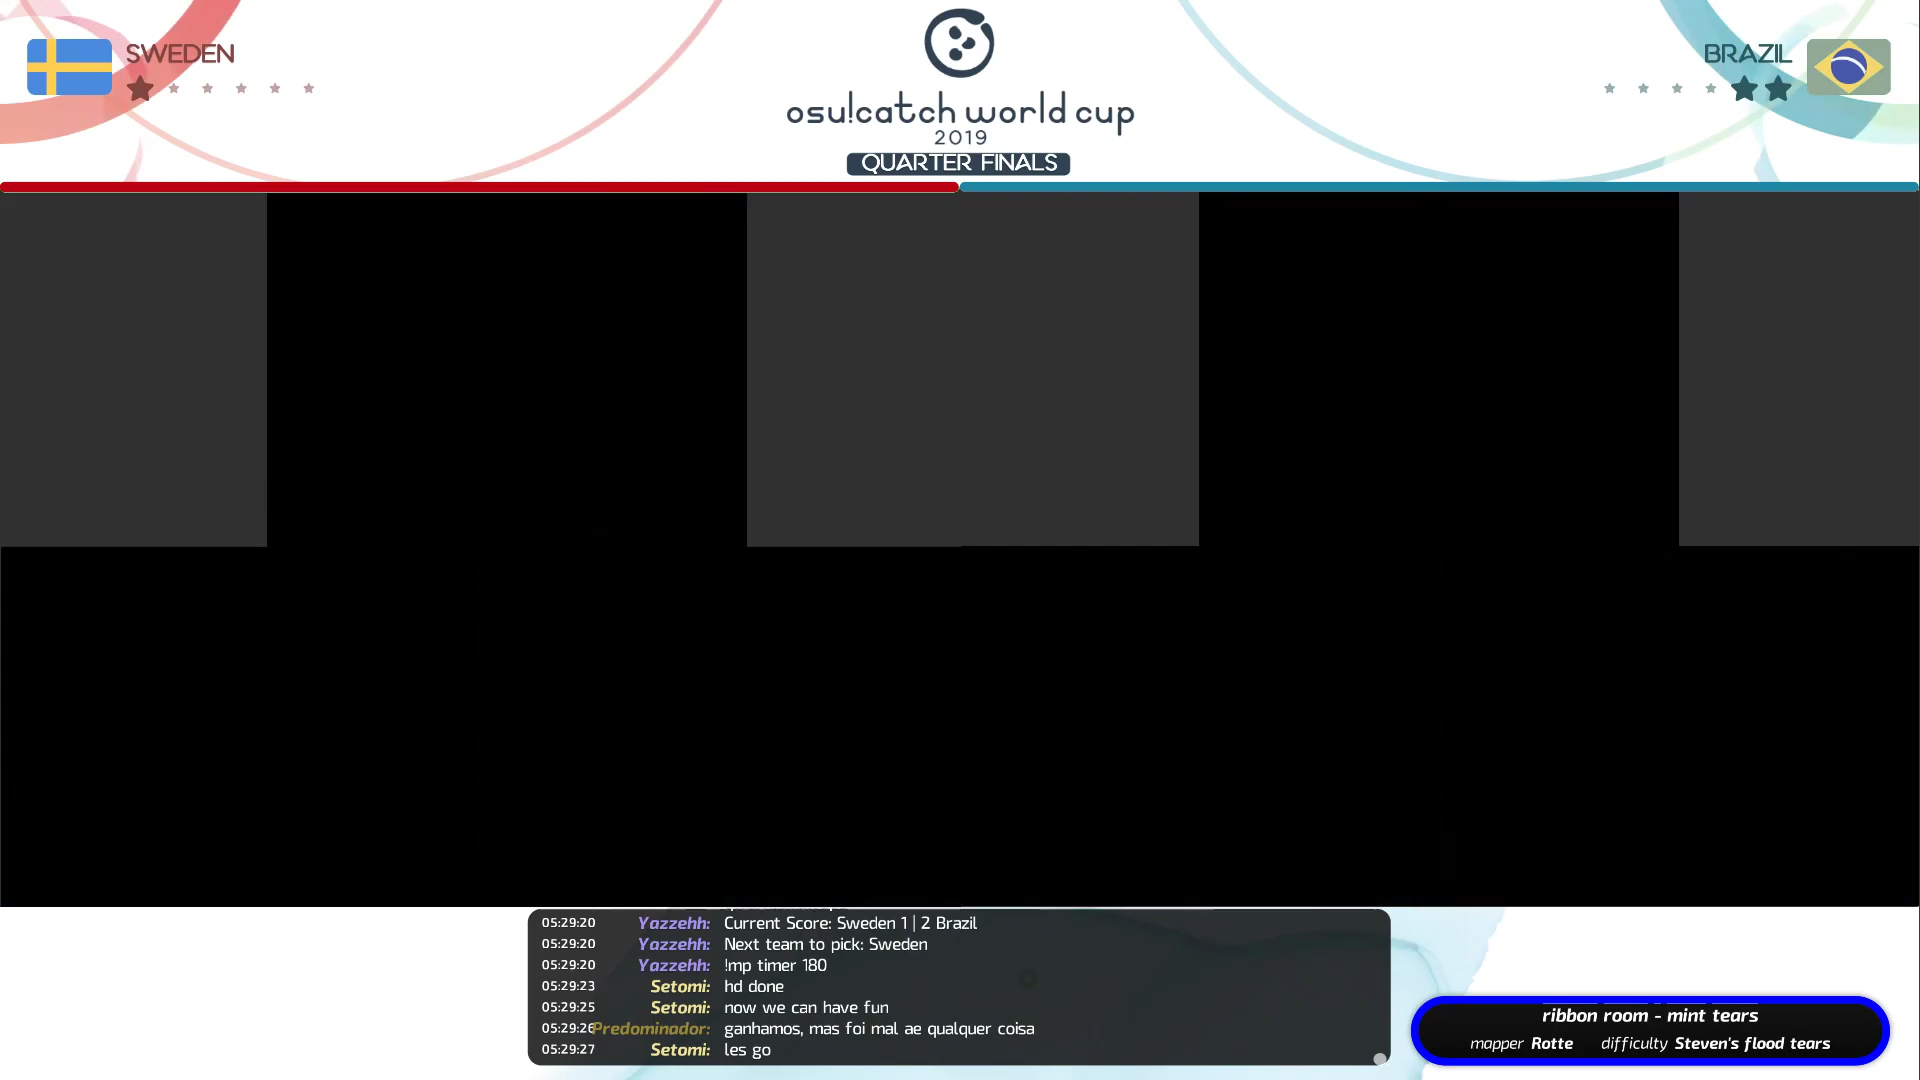 SWEDEN
BRAZIL
osu!catch world cup
2019
QUARTER FINALS
05:29:20 Yazzehh: Current Score: Sweden 1 | 2 Brazil
05:29:20 Yazzehh: Next team to pick: Sweden
05:29:20 Yazzehh: !mp timer 180
05:29:23 Setomi: hd done
05:29:25 Setomi: now we can have fun
05:29:26 Predominador: ganhamos, mas foi mal ae qualquer coisa
05:29:27 Setomi: les go
ribbon room - mint tears
mapper Rotte difficulty Steven's flood tears